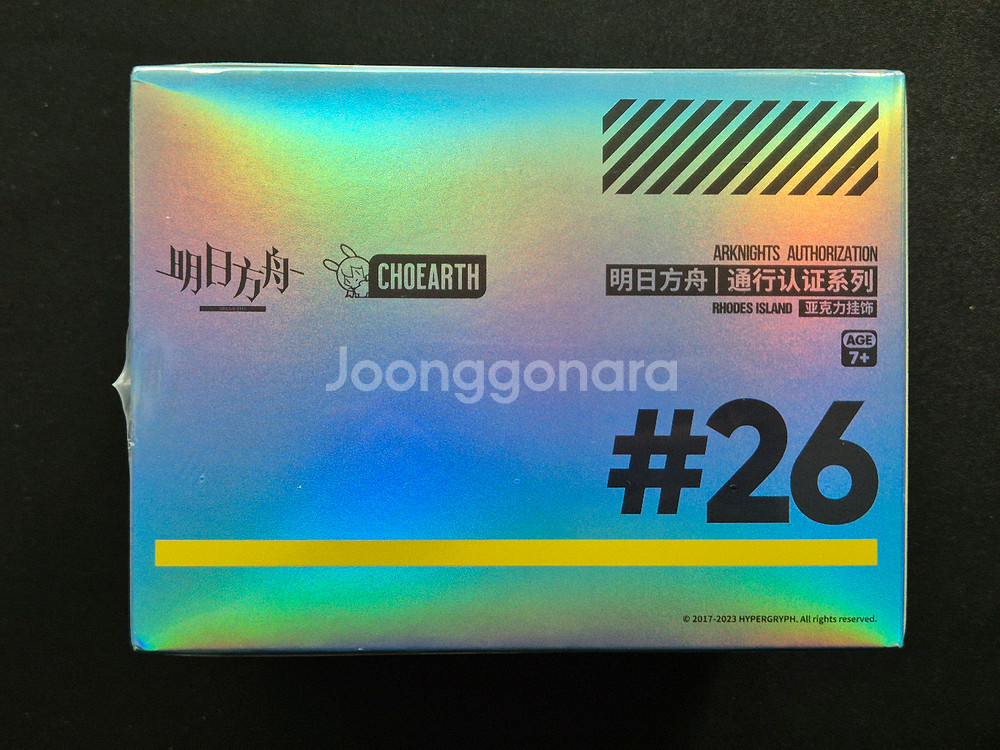 ARKNIGHTS AUTHORIZATION
明日方舟
CHOEARTH
明日方舟|通行认证系列
RHODES ISLAND 亚克力挂饰
AGE
7+
Joonggonara
#26
© 2017-2023 HYPERGRYPH. All rights reserved.